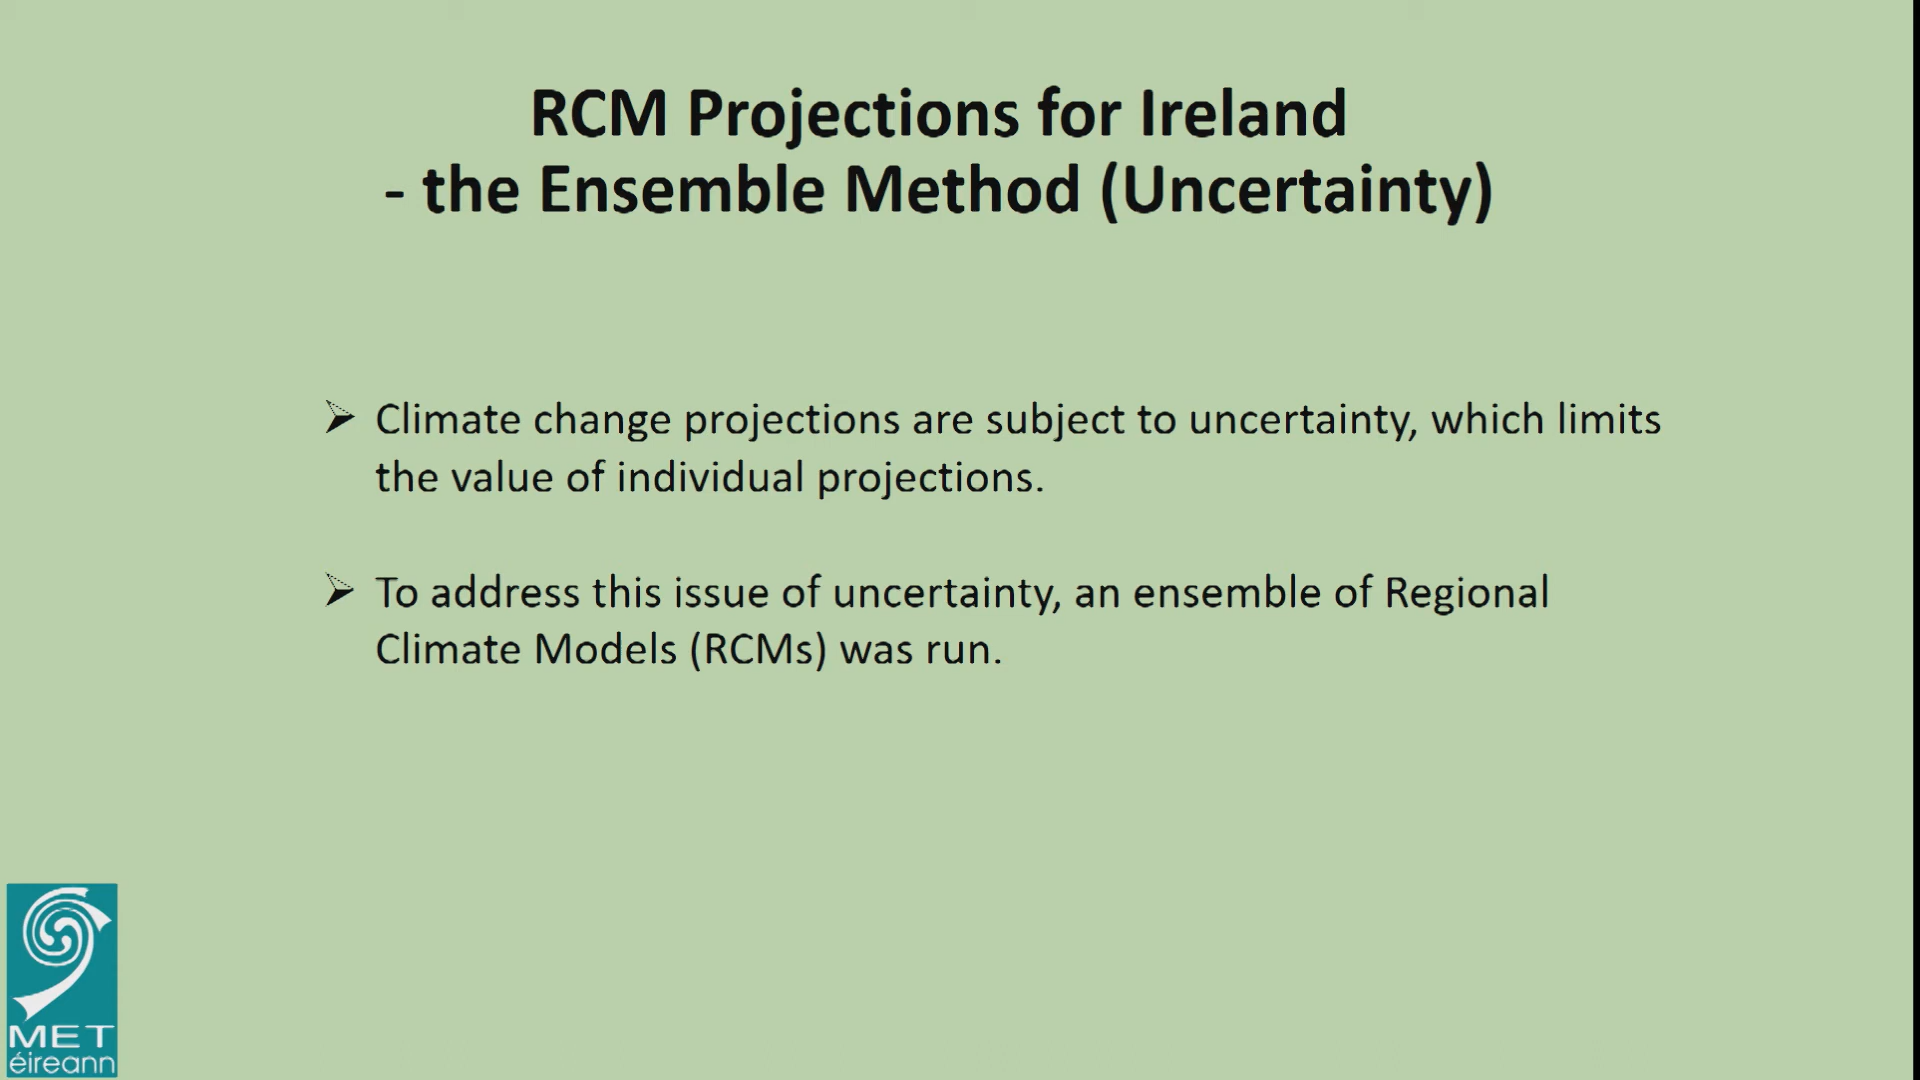 RCM Projections for Ireland
- the Ensemble Method (Uncertainty)
Climate change projections are subject to uncertainty, which limits
the value of individual projections.
To address this issue of uncertainty, an ensemble of Regional
Climate Models (RCMs) was run.
MET
éireann